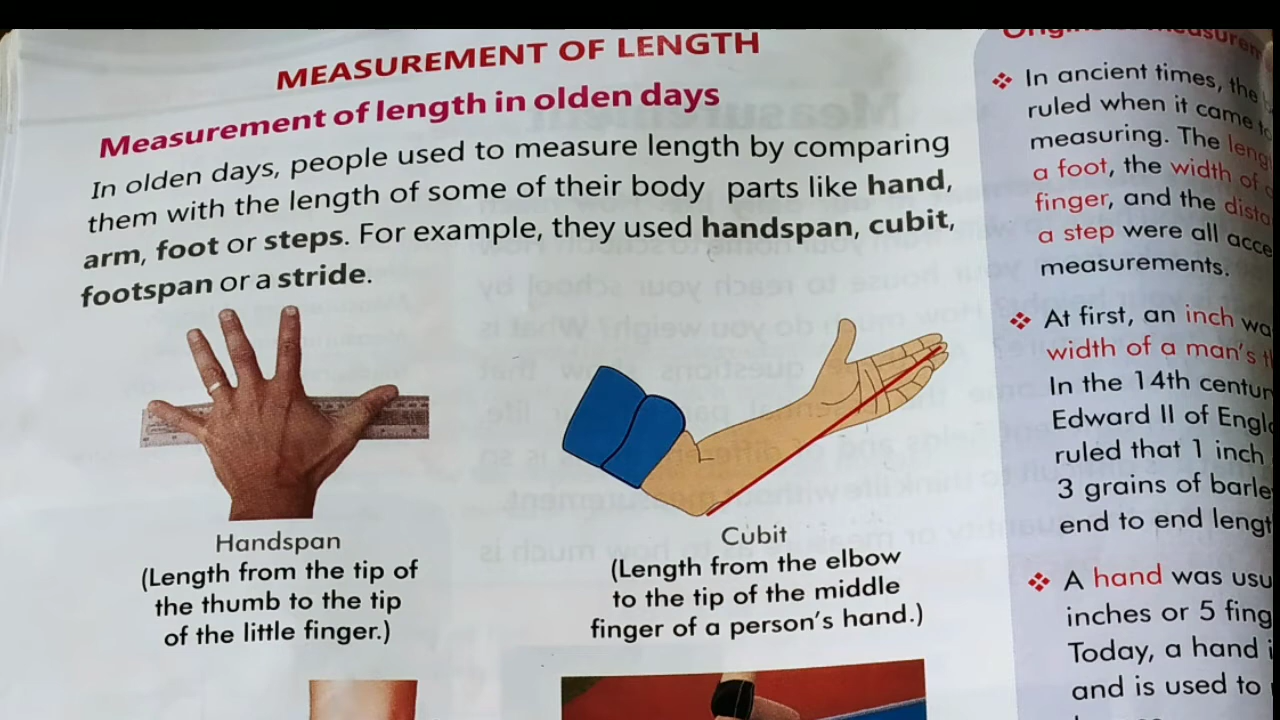 MEASUREMENT OF LENGTH
Measurement of length in olden days
In olden days, people used to measure length by comparing
them with the length of some of their body parts like hand,
arm, foot or steps. For example, they used handspan, cubit,
footspan or a stride.
Handspan
(Length from the tip of
the thumb to the tip
of the little finger.)
Cubit
(Length from the elbow
to the tip of the middle
finger of a person's hand.)
In ancient times, the
ruled when it came
measuring. The
a foot, the width of
finger, and the
a step were all
measurements.
At first, an inch
width of a man's
In the 14th
Edward II of
ruled that 1 inch
3 grains of
end to end
A hand was
inches or 5
Today, a hand
and is used to